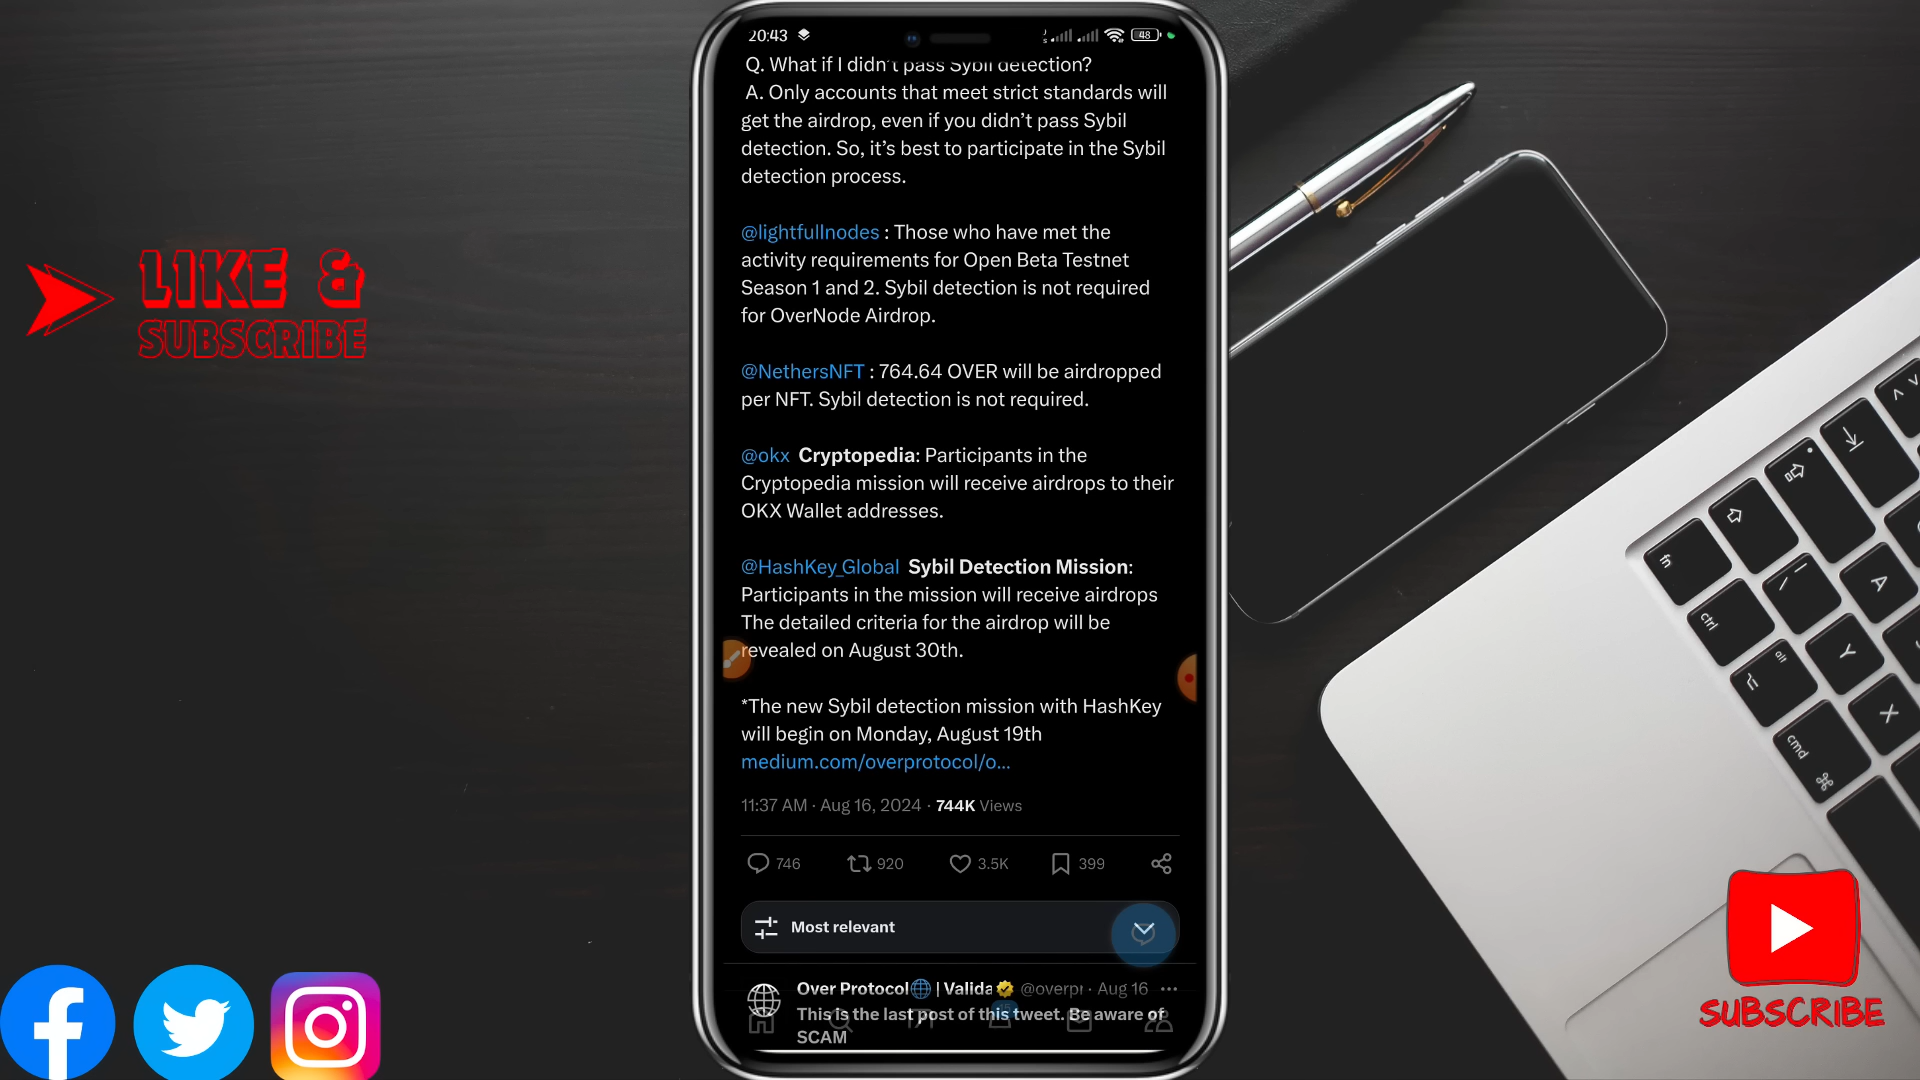 20:43
48
Q. What if I didn't pass Sybil detection?
A. Only accounts that meet strict standards will
get the airdrop, even if you didn't pass Sybil
detection. So, it's best to participate in the Sybil
detection process.
@lightfullnodes : Those who have met the
activity requirements for Open Beta Testnet
Season 1 and 2. Sybil detection is not required
for OverNode Airdrop.
@NethersNFT : 764.64 OVER will be airdropped
per NFT. Sybil detection is not required.
@okx Cryptopedia: Participants in the
Cryptopedia mission will receive airdrops to their
OKX Wallet addresses.
@HashKey_Global Sybil Detection Mission:
Participants in the mission will receive airdrops
The detailed criteria for the airdrop will be
revealed on August 30th.
*The new Sybil detection mission with HashKey
will begin on Monday, August 19th
medium.com/overprotocol/o...
11:37 AM · Aug 16, 2024 · 744K Views
746 920 3.5K 399
Most relevant
Over Protocol | Valida @overpr · Aug 16 ···
This is the last post of this tweet. Be aware of
SCAM
LIKE &
SUBSCRIBE
SUBSCRIBE
fn
ctrl
alt
cmd
A
Y
X